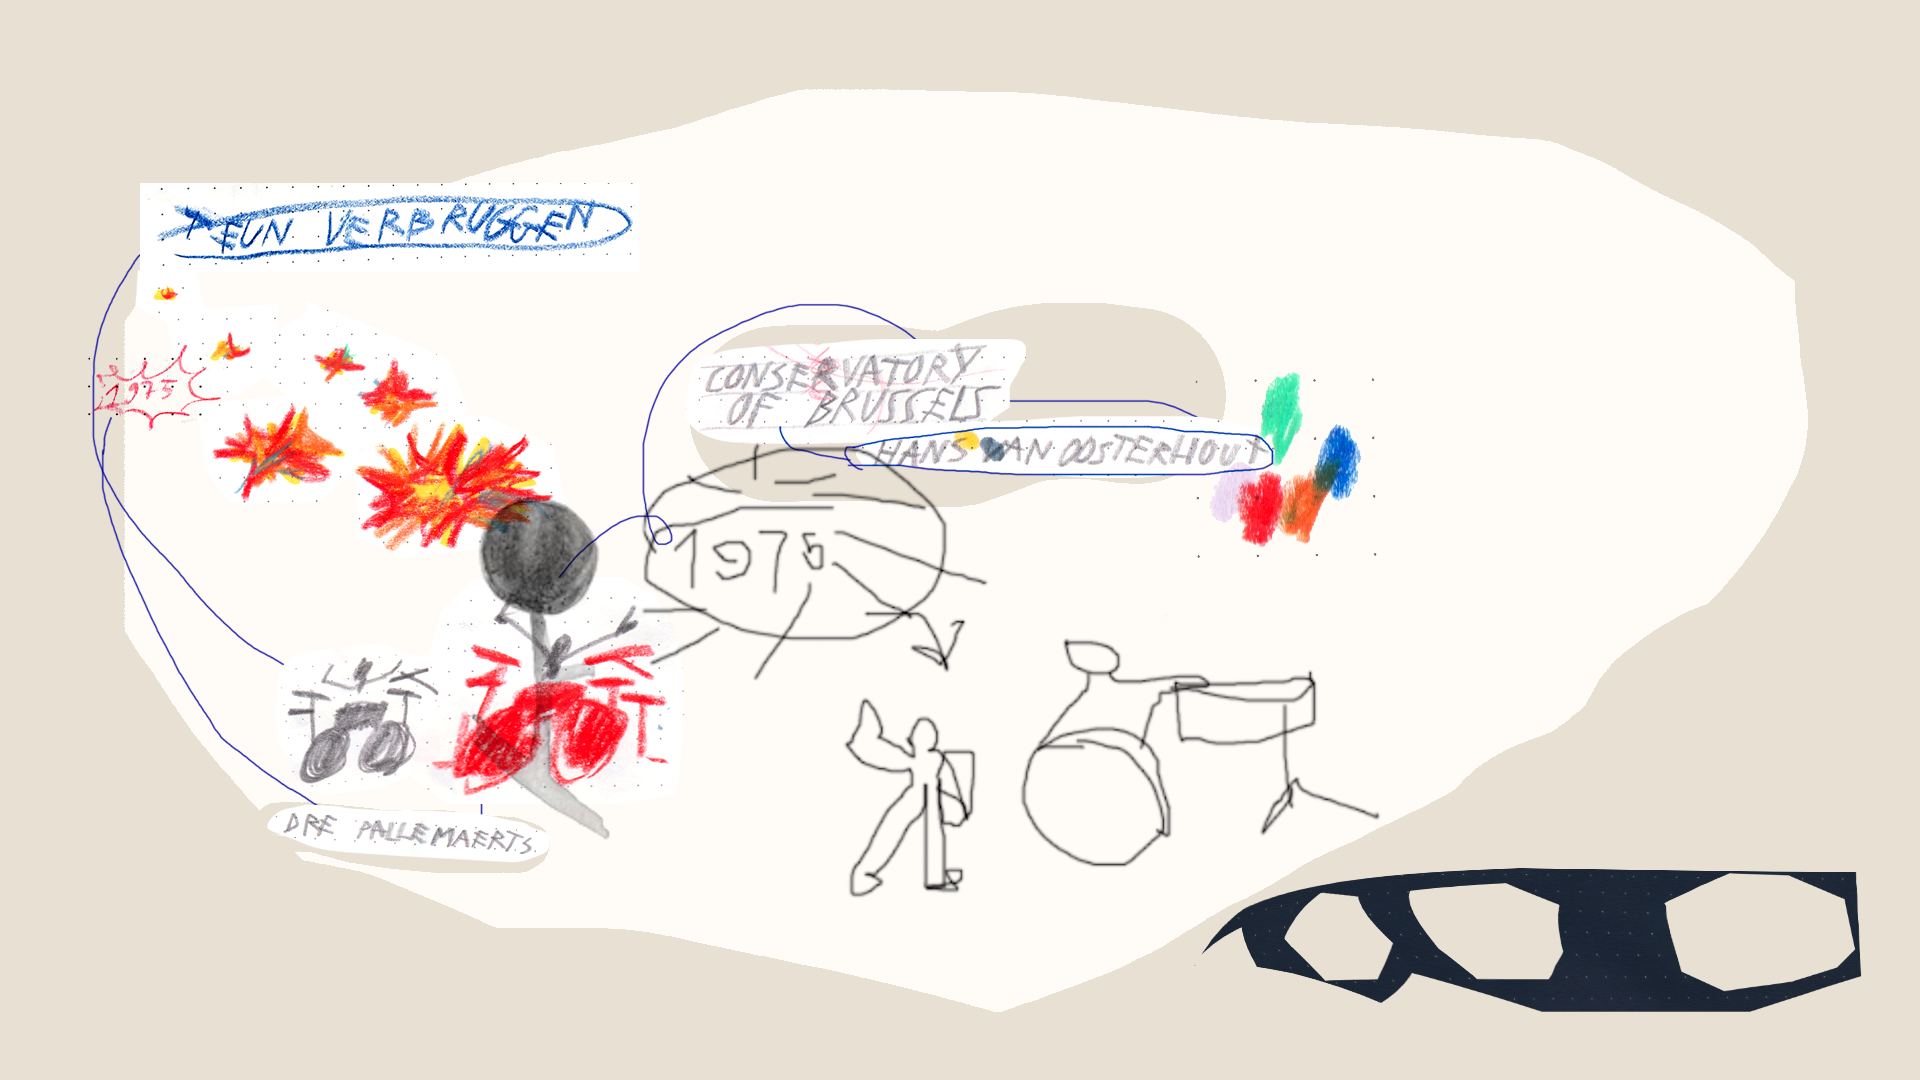 TEUN VERBRUGGEN
1975
CONSERVATORY
OF BRUSSELS
HANS VAN OOSTERHOUT
1975
DRE PALLEMAERTS